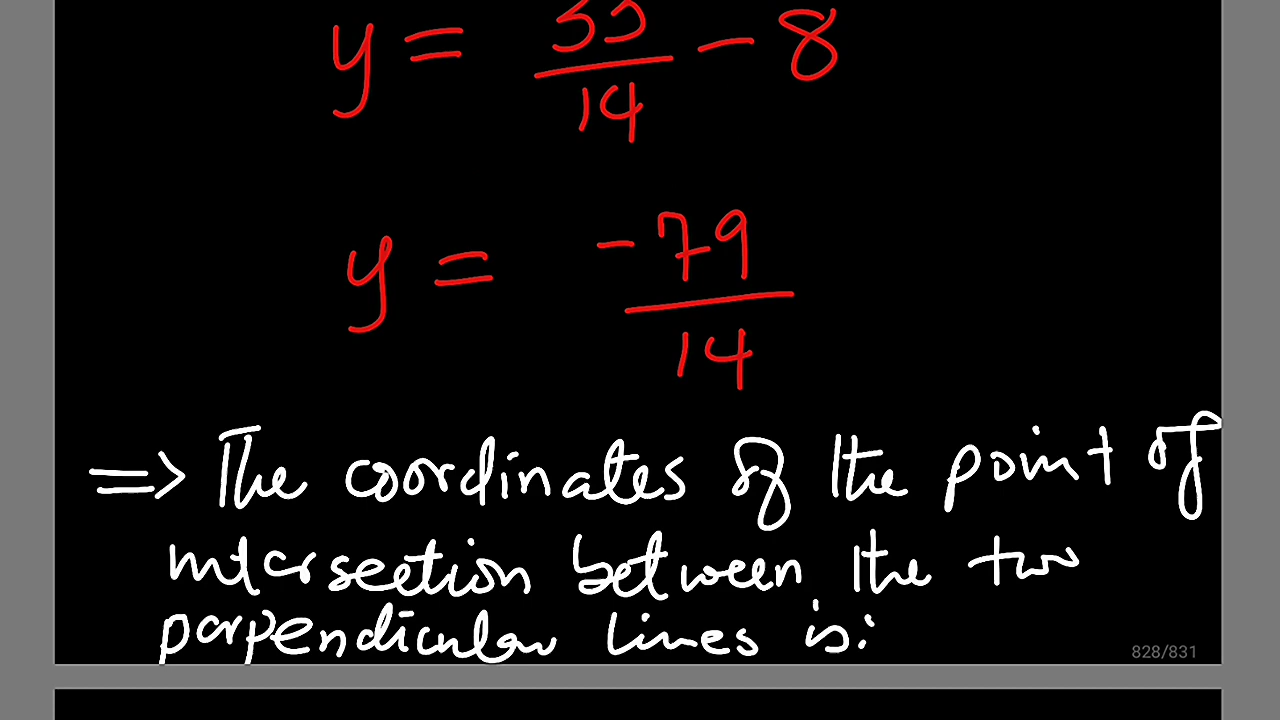 y = 33/14 - 8
y = -79/14
=> The coordinates of the point of
intersection between the two
perpendicular lines is:
828/831